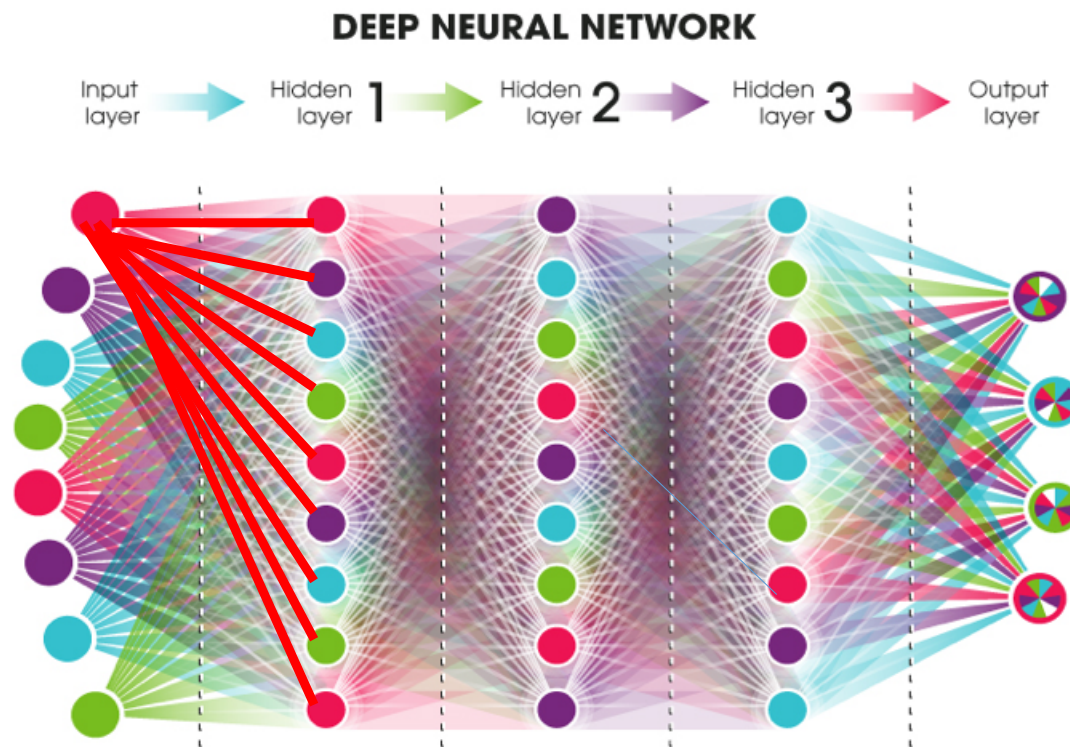 DEEP NEURAL NETWORK
Input layer
Hidden layer 1
Hidden layer 2
Hidden layer 3
Output layer